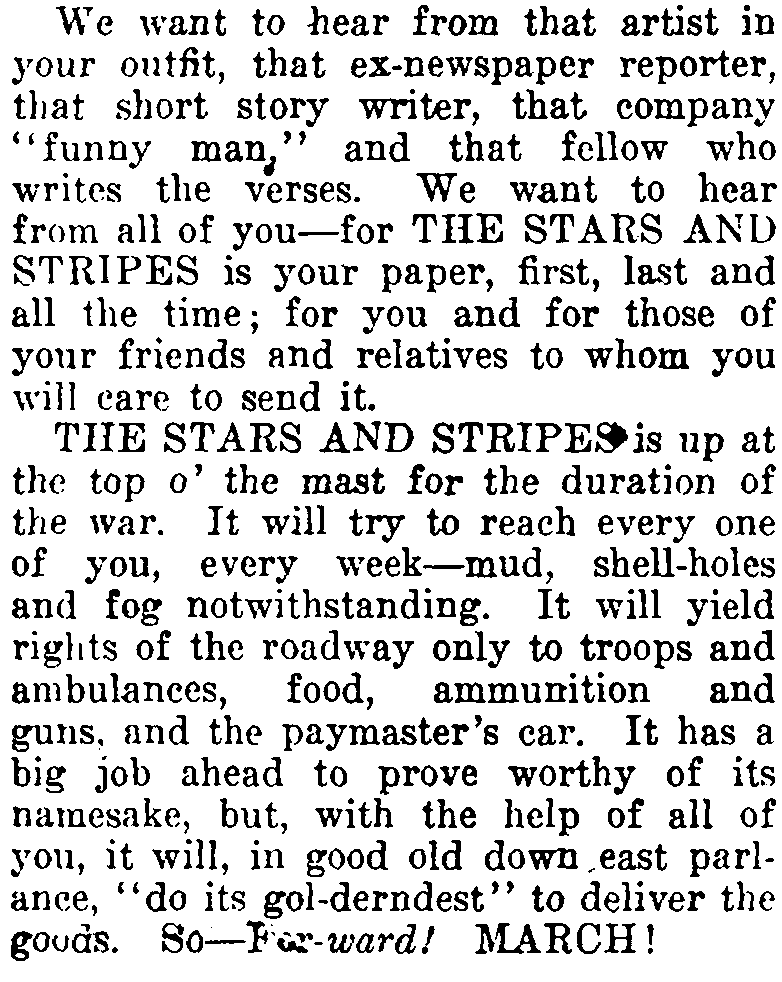 We want to hear from that artist in
your outfit, that ex-newspaper reporter,
that short story writer, that company
“funny man,” and that fellow who
writes the verses. We want to hear
from all of you—for THE STARS AND
STRIPES is your paper, first, last and
all the time; for you and for those of
your friends and relatives to whom you
will care to send it.
THE STARS AND STRIPES is up at
the top o’ the mast for the duration of
the war. It will try to reach every one
of you, every week—mud, shell-holes
and fog notwithstanding. It will yield
rights of the roadway only to troops and
ambulances, food, ammunition and
guns, and the paymaster’s car. It has a
big job ahead to prove worthy of its
namesake, but, with the help of all of
you, it will, in good old down east parl-
ance, “do its gol-derndest” to deliver the
goods. So—For-ward! MARCH!